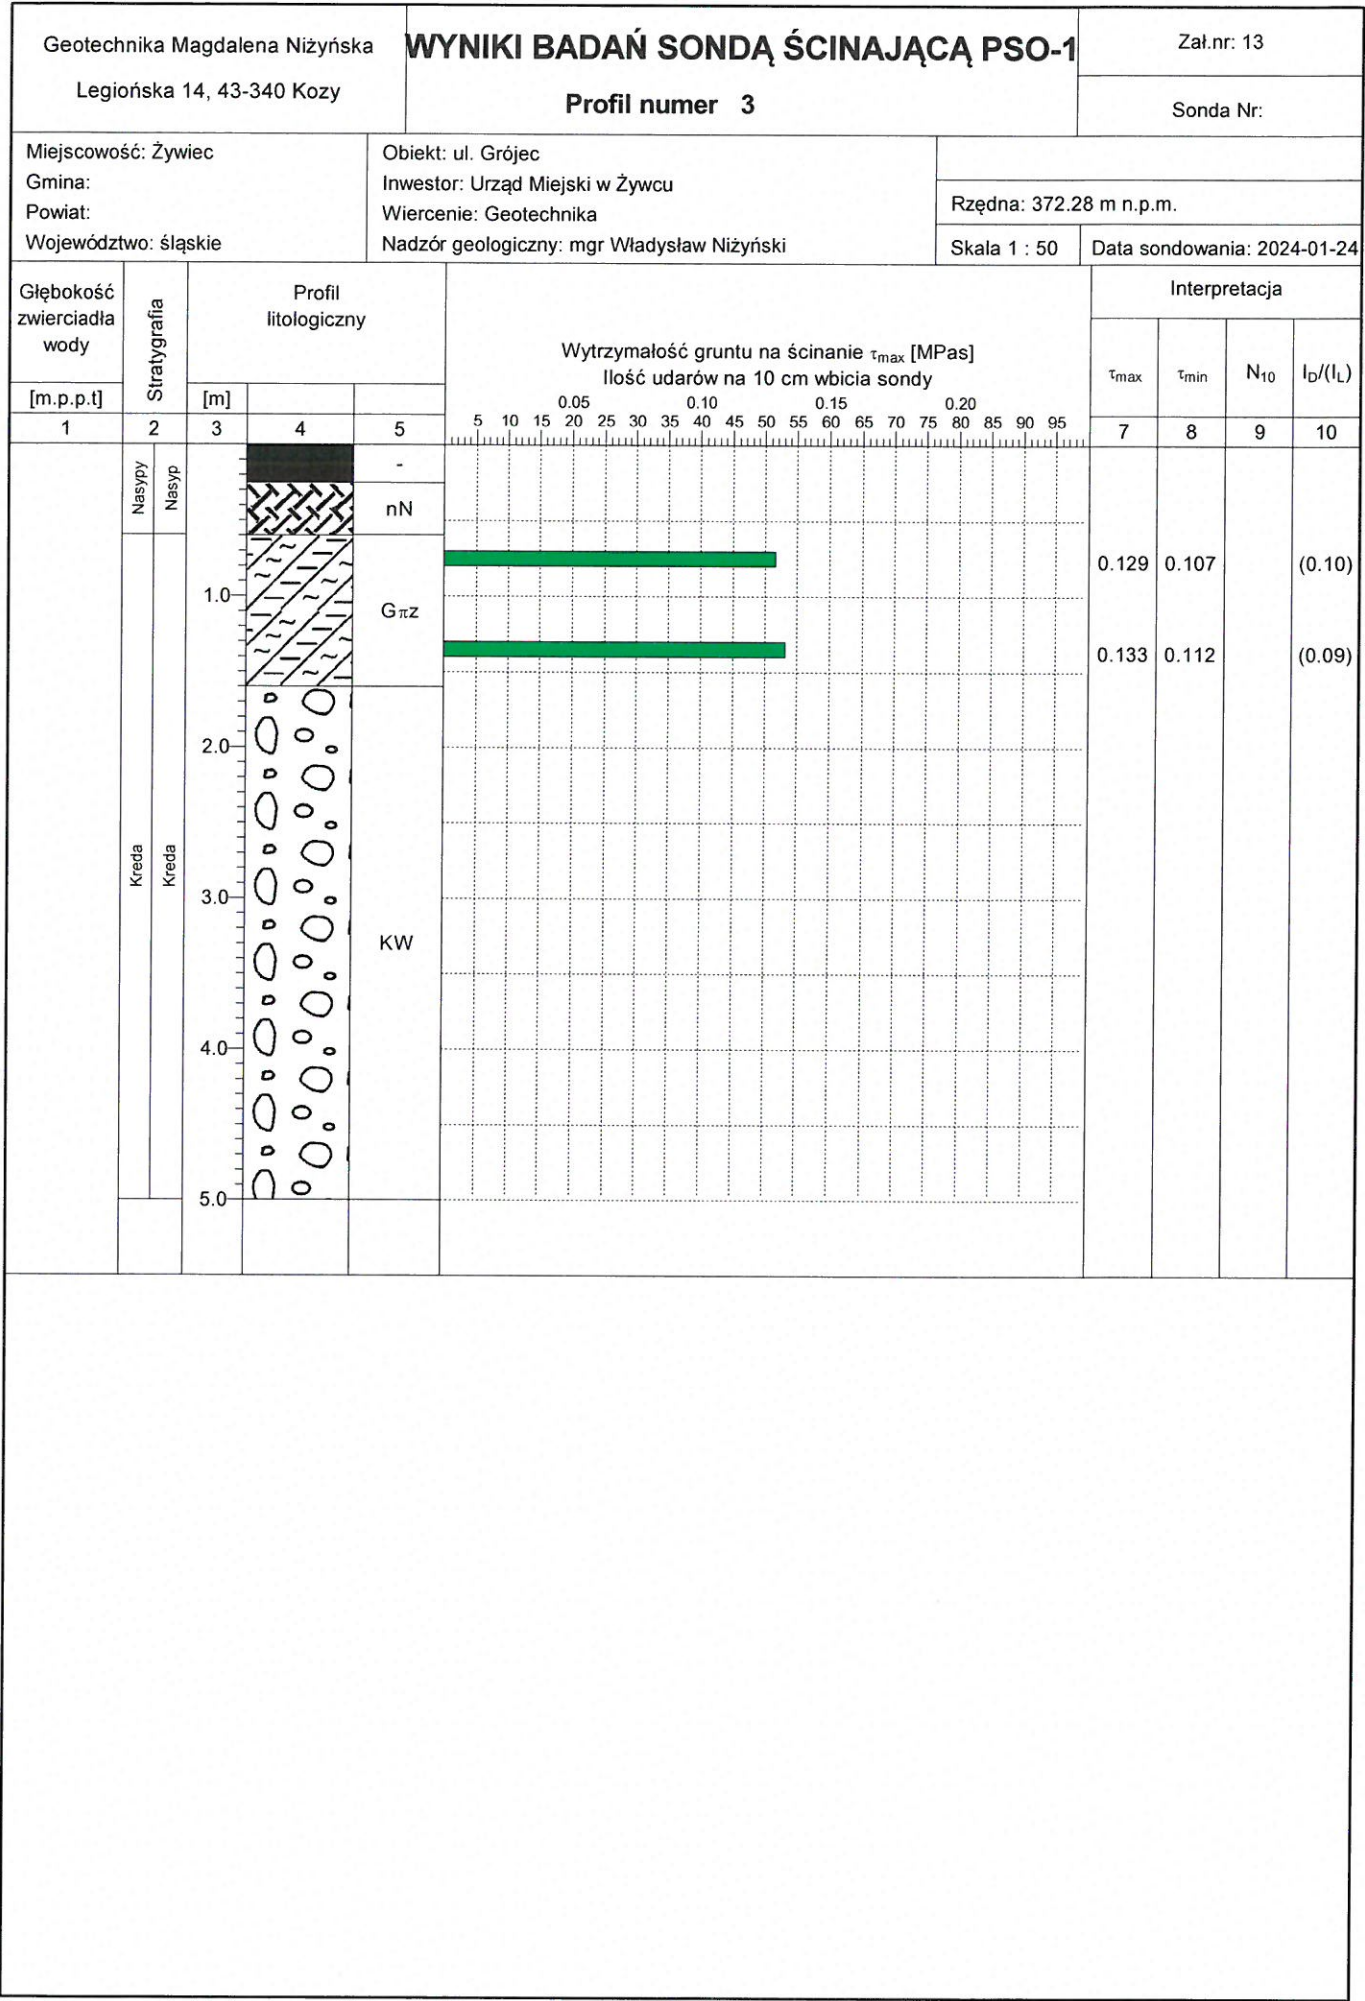 Geotechnika Magdalena Niżyńska
Legiońska 14, 43-340 Kozy
WYNIKI BADAŃ SONDĄ ŚCINAJĄCĄ PSO-1
Profil numer 3
Zał.nr: 13
Sonda Nr:
Miejscowość: Żywiec
Gmina:
Powiat:
Województwo: śląskie
Obiekt: ul. Grójec
Inwestor: Urząd Miejski w Żywcu
Wiercenie: Geotechnika
Nadzór geologiczny: mgr Władysław Niżyński
Rzędna: 372.28 m n.p.m.
Skala 1 : 50
Data sondowania: 2024-01-24
Głębokość
zwierciadła
wody
[m.p.p.t]
Stratygrafia
Profil
litologiczny
[m]
Wytrzymałość gruntu na ścinanie τmax [MPas]
Ilość udarów na 10 cm wbicia sondy
0.05 0.10 0.15 0.20
5 10 15 20 25 30 35 40 45 50 55 60 65 70 75 80 85 90 95
Interpretacja
τmax τmin N10 ID/(IL)
1 2 3 4 5 7 8 9 10
Nasypy
Nasyp
-
nN
0.129 0.107 (0.10)
1.0
Gπz
0.133 0.112 (0.09)
2.0
Kreda
Kreda
3.0
KW
4.0
5.0